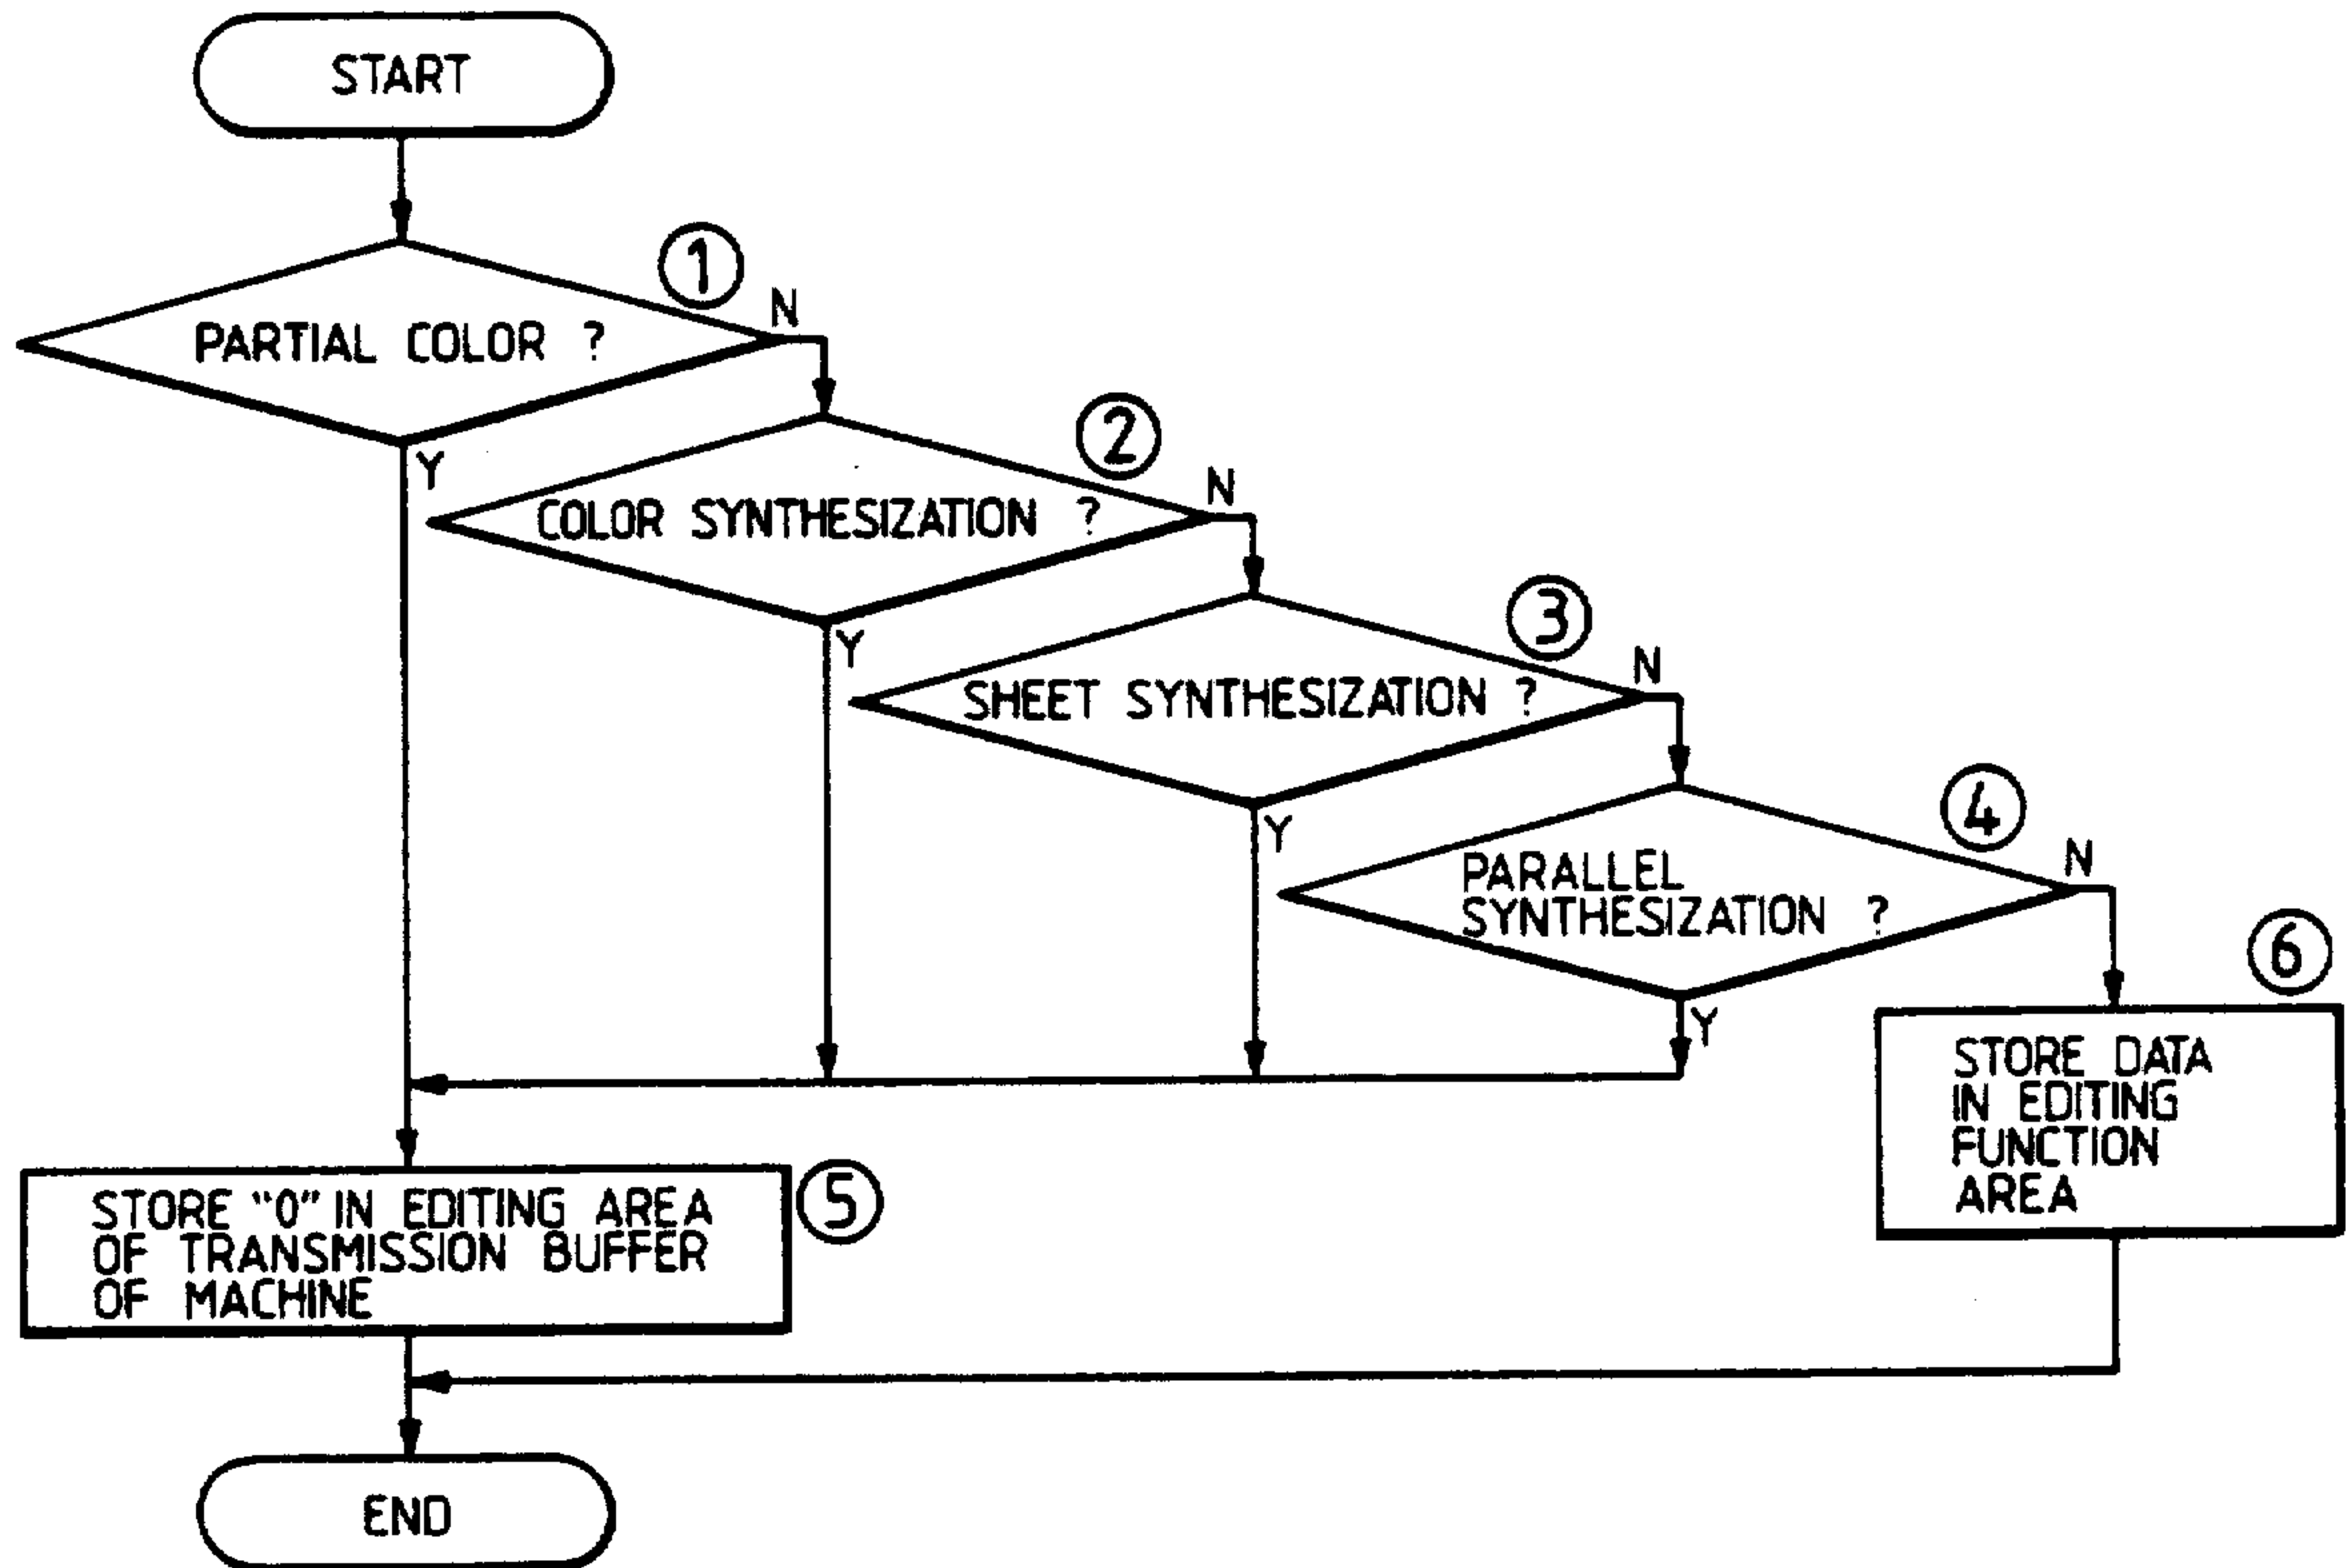 START
①
N
PARTIAL COLOR ?
Y
②
N
COLOR SYNTHESIZATION ?
Y
③
N
SHEET SYNTHESIZATION ?
Y
④
N
PARALLEL
SYNTHESIZATION ?
Y
⑥
STORE DATA
IN EDITING
FUNCTION
AREA
⑤
STORE "0" IN EDITING AREA
OF TRANSMISSION BUFFER
OF MACHINE
END